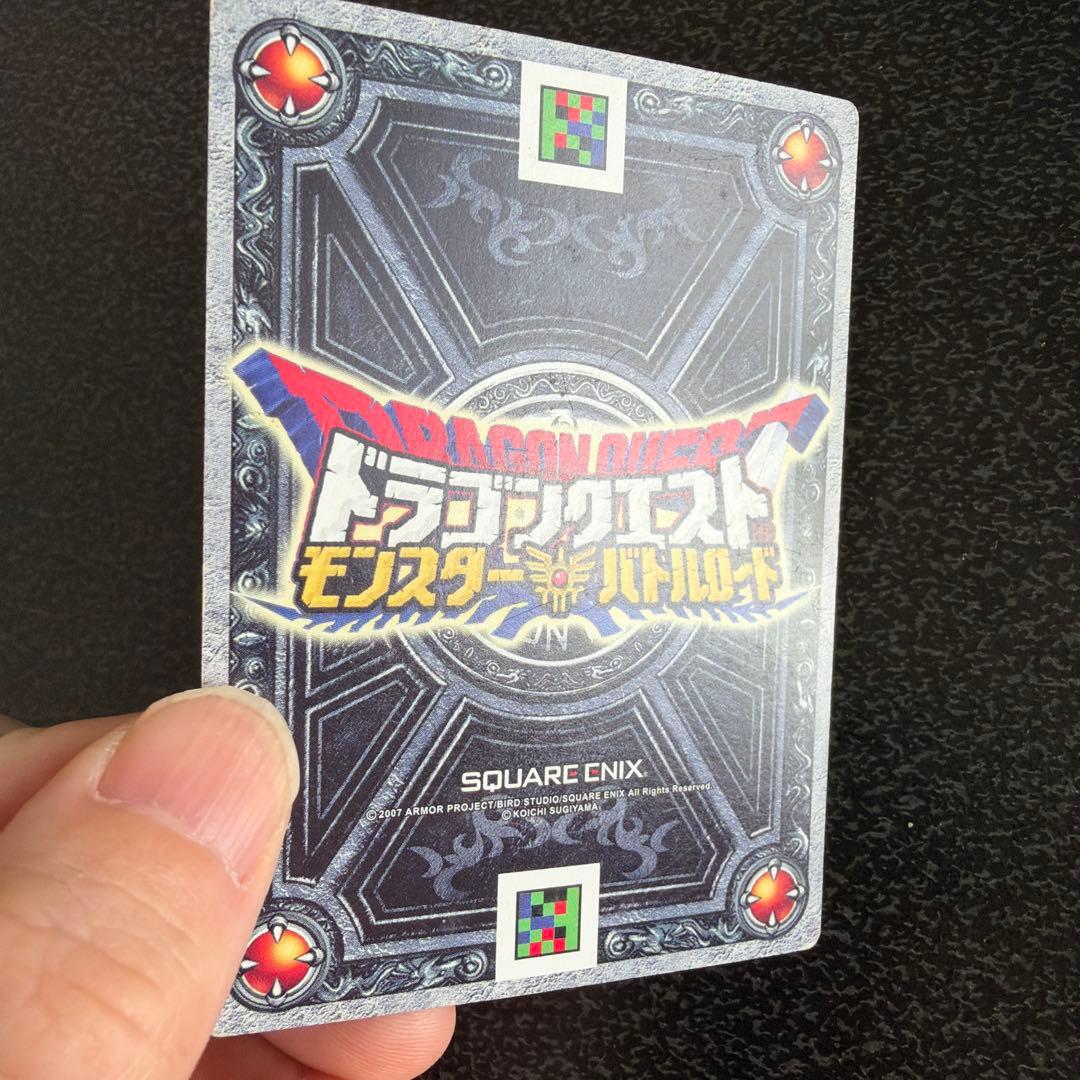 DRAGON QUEST
ドラゴンクエスト
モンスターバトルロード
SQUARE ENIX®
©2007 ARMOR PROJECT/BIRD STUDIO/SQUARE ENIX All Rights Reserved.
©KOICHI SUGIYAMA